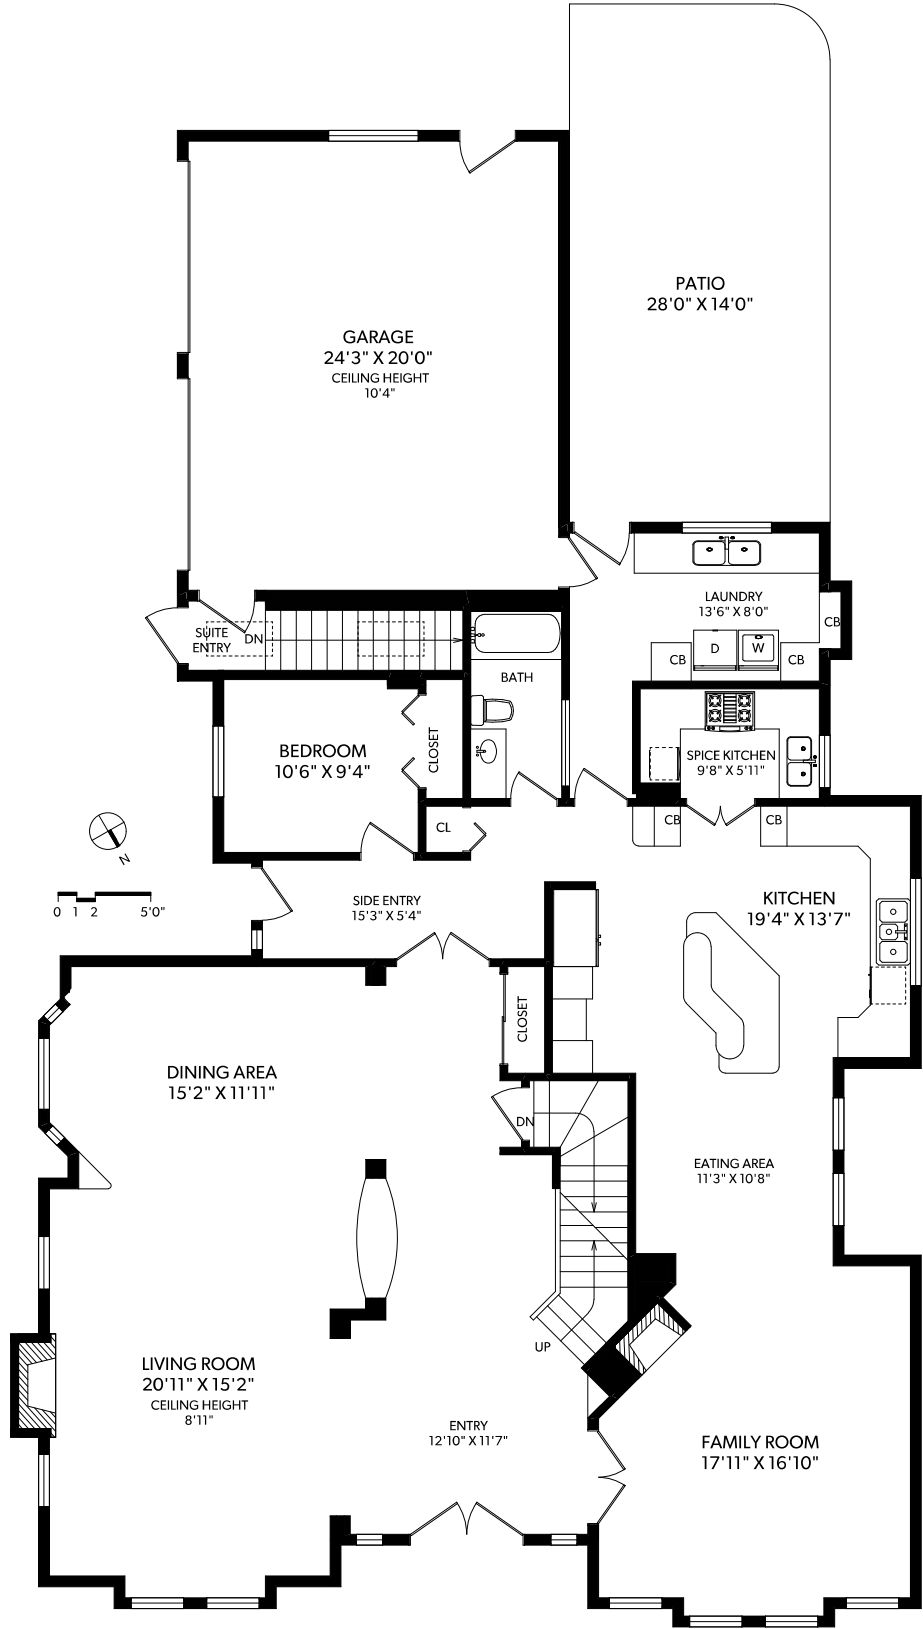 PATIO
28'0" X 14'0"
GARAGE
24'3" X 20'0"
CEILING HEIGHT
10'4"
LAUNDRY
13'6" X 8'0"
CB
SUITE
ENTRY
DN
D
W
CB
CB
BATH
BEDROOM
10'6" X 9'4"
CLOSET
SPICE KITCHEN
9'8" X 5'11"
CL
CB
CB
N
0 1 2 5'0"
SIDE ENTRY
15'3" X 5'4"
KITCHEN
19'4" X 13'7"
CLOSET
DINING AREA
15'2" X 11'11"
DN
EATING AREA
11'3" X 10'8"
UP
LIVING ROOM
20'11" X 15'2"
CEILING HEIGHT
8'11"
ENTRY
12'10" X 11'7"
FAMILY ROOM
17'11" X 16'10"